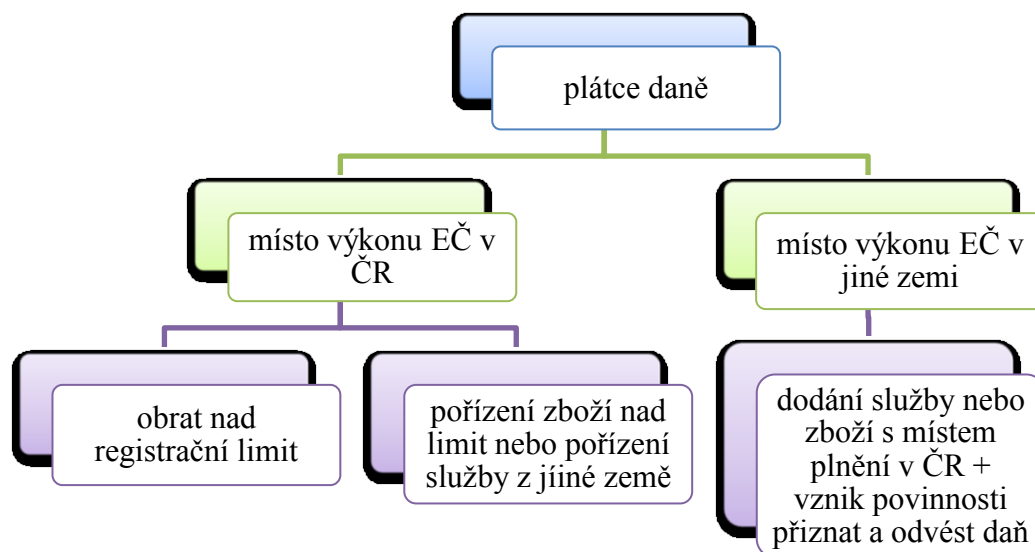 plátce daně
místo výkonu EČ v
ČR
místo výkonu EČ v
jiné zemi
obrat nad
registrační limit
pořízení zboží nad
limit nebo pořízení
služby z jíiné země
dodání služby nebo
zboží s místem
plnění v ČR +
vznik povinnosti
přiznat a odvést daň